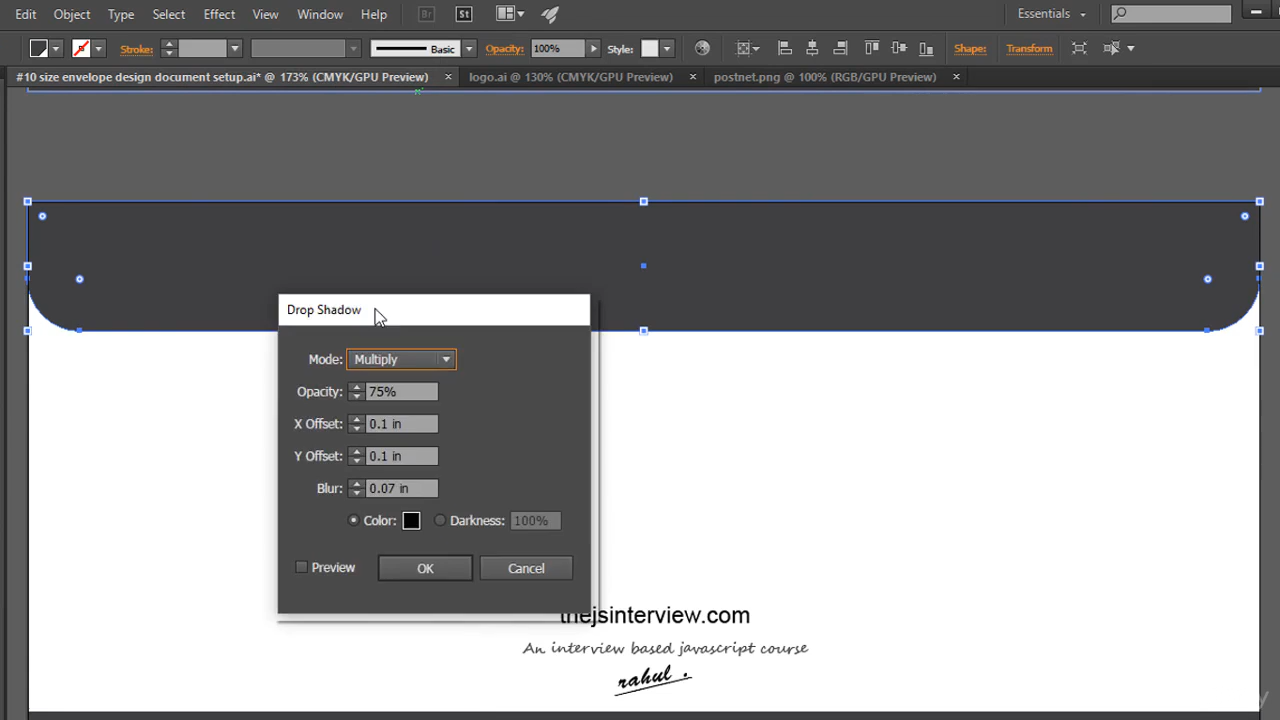 Edit Object Type Select Effect View Window Help Br St Essentials
Stroke: Basic Opacity: 100% Style: Shape: Transform
#10 size envelope design document setup.ai* @ 173% (CMYK/GPU Preview) × logo.ai @ 130% (CMYK/GPU Preview) × postnet.png @ 100% (RGB/GPU Preview) ×
Drop Shadow
Mode: Multiply
Opacity: 75%
X Offset: 0.1 in
Y Offset: 0.1 in
Blur: 0.07 in
Color: Darkness: 100%
Preview OK Cancel
thejsinterview.com
An interview based javascript course
rahul .